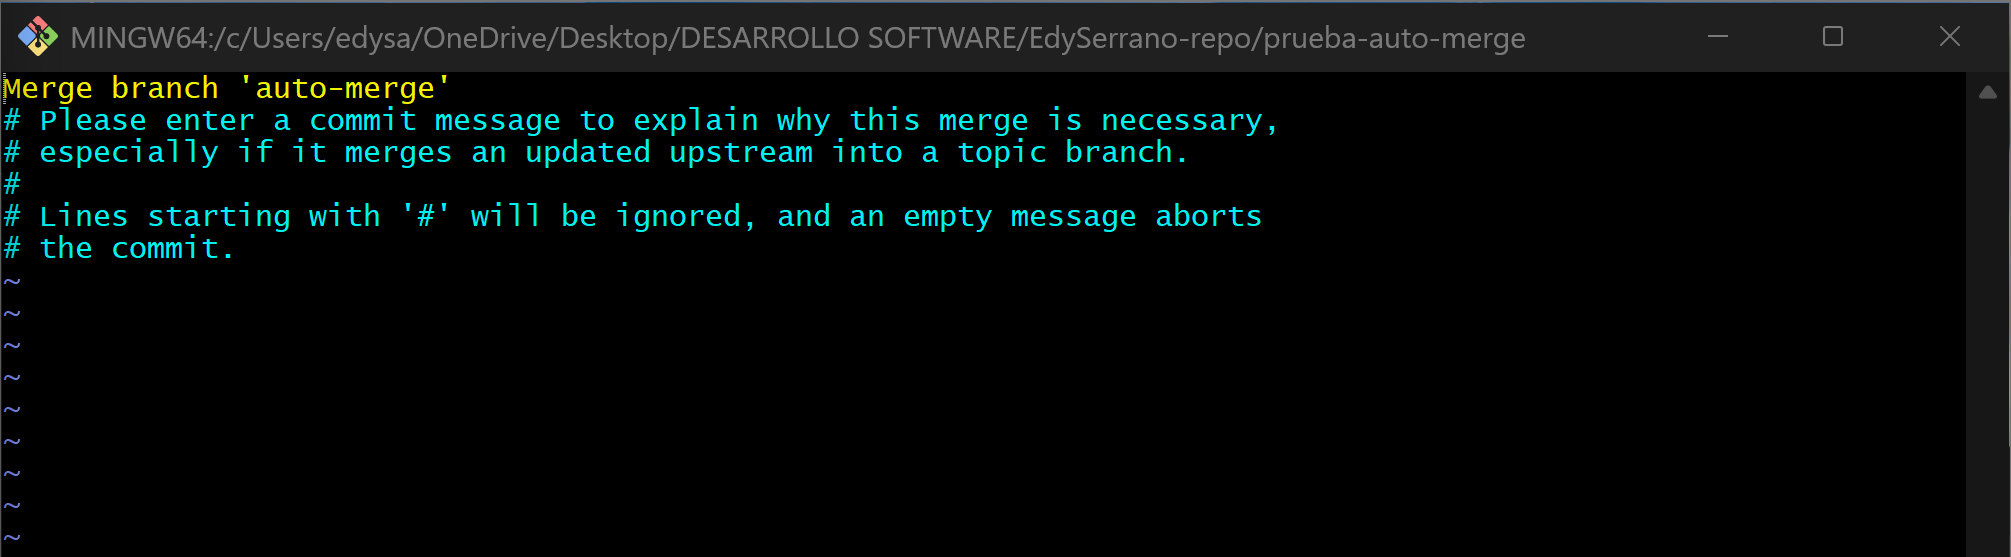 MINGW64:/c/Users/edysa/OneDrive/Desktop/DESARROLLO SOFTWARE/EdySerrano-repo/prueba-auto-merge
Merge branch 'auto-merge'
# Please enter a commit message to explain why this merge is necessary,
# especially if it merges an updated upstream into a topic branch.
#
# Lines starting with '#' will be ignored, and an empty message aborts
# the commit.
~
~
~
~
~
~
~
~
~